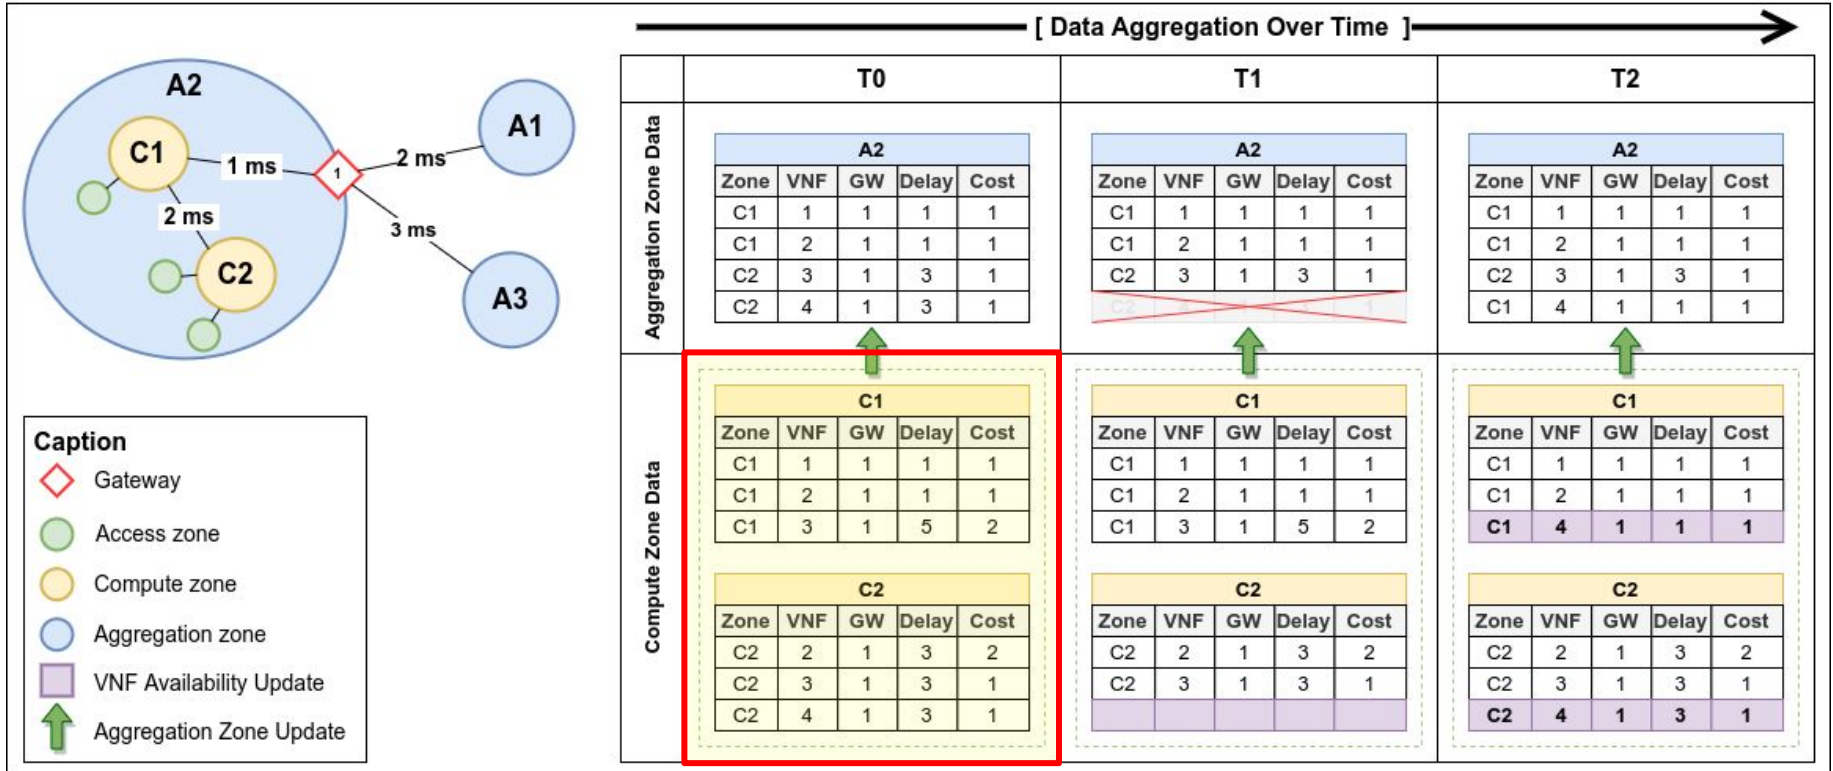 [ Data Aggregation Over Time ]
A2
C1
1 ms
1
2 ms
A1
2 ms
3 ms
C2
A3
Caption
Gateway
Access zone
Compute zone
Aggregation zone
VNF Availability Update
Aggregation Zone Update
T0 T1 T2
Aggregation Zone Data
A2
Zone VNF GW Delay Cost
C1 1 1 1 1
C1 2 1 1 1
C2 3 1 3 1
C2 4 1 3 1
A2
Zone VNF GW Delay Cost
C1 1 1 1 1
C1 2 1 1 1
C2 3 1 3 1
C2 1 1
A2
Zone VNF GW Delay Cost
C1 1 1 1 1
C1 2 1 1 1
C2 3 1 3 1
C1 4 1 1 1
Compute Zone Data
C1
Zone VNF GW Delay Cost
C1 1 1 1 1
C1 2 1 1 1
C1 3 1 5 2
C2
Zone VNF GW Delay Cost
C2 2 1 3 2
C2 3 1 3 1
C2 4 1 3 1
C1
Zone VNF GW Delay Cost
C1 1 1 1 1
C1 2 1 1 1
C1 3 1 5 2
C2
Zone VNF GW Delay Cost
C2 2 1 3 2
C2 3 1 3 1
C1
Zone VNF GW Delay Cost
C1 1 1 1 1
C1 2 1 1 1
C1 4 1 1 1
C2
Zone VNF GW Delay Cost
C2 2 1 3 2
C2 3 1 3 1
C2 4 1 3 1